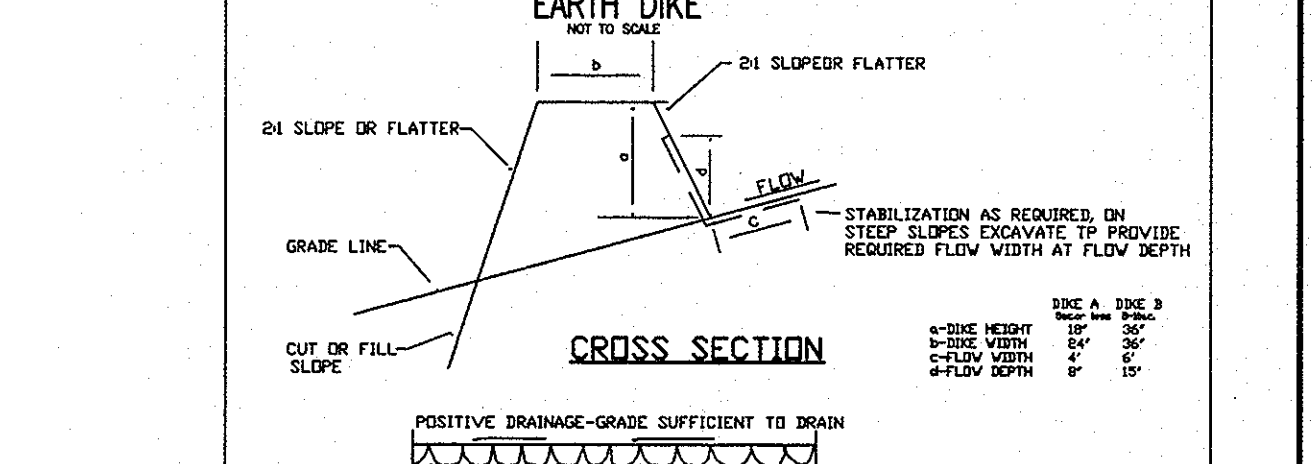 EARTH DIKE
NOT TO SCALE
b
2:1 SLOPEOR FLATTER
2:1 SLOPE OR FLATTER
a
d
FLOW
c
STABILIZATION AS REQUIRED, ON
STEEP SLOPES EXCAVATE TP PROVIDE
REQUIRED FLOW WIDTH AT FLOW DEPTH
GRADE LINE
CUT OR FILL
SLOPE
CROSS SECTION
DIKE A DIKE B
a-DIKE HEIGHT 18" 36"
b-DIKE WIDTH 24" 36"
c-FLOW WIDTH 4' 6'
d-FLOW DEPTH 8" 15"
POSITIVE DRAINAGE-GRADE SUFFICIENT TO DRAIN